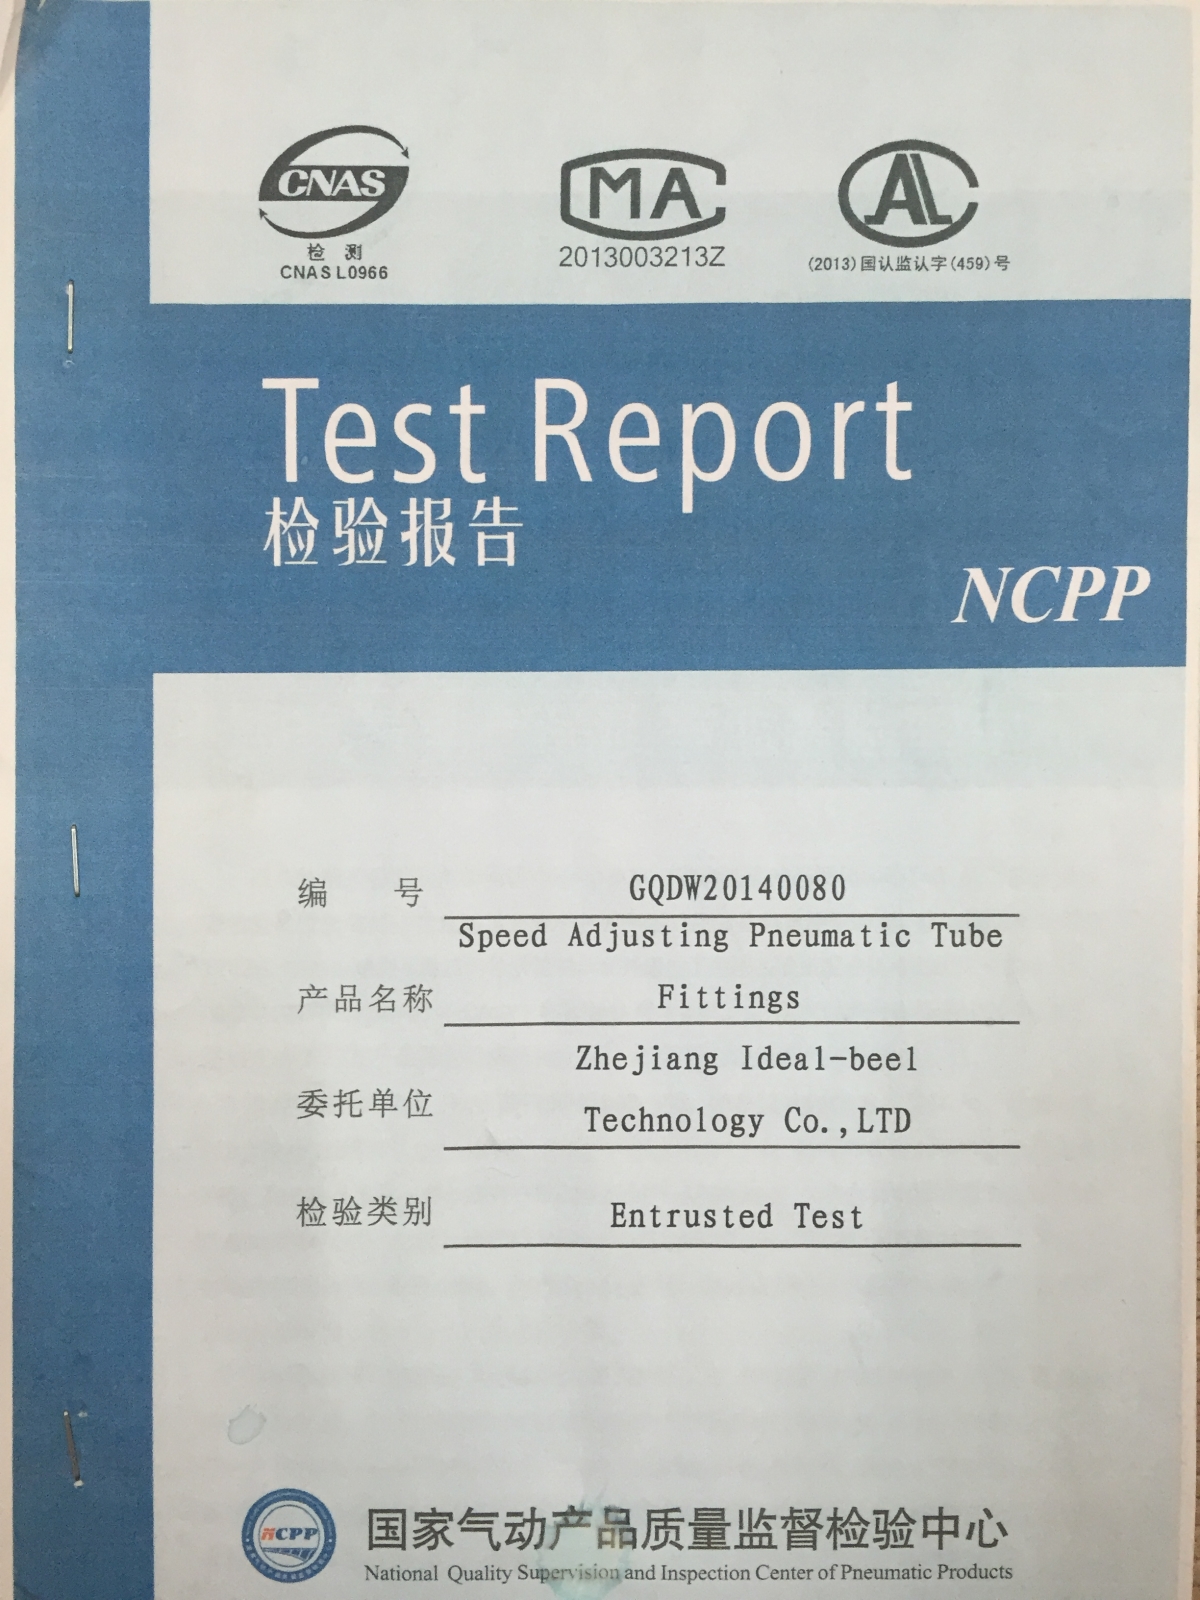 CNAS
检 测
CNAS L0966
MA
2013003213Z
AL
(2013)国认监认字(459)号
Test Report
检验报告
NCPP
编 号 GQDW20140080
产品名称 Speed Adjusting Pneumatic Tube
Fittings
委托单位 Zhejiang Ideal-beel
Technology Co.,LTD
检验类别 Entrusted Test
NCPP
国家气动产品质量监督检验中心
National Quality Supervision and Inspection Center of Pneumatic Products